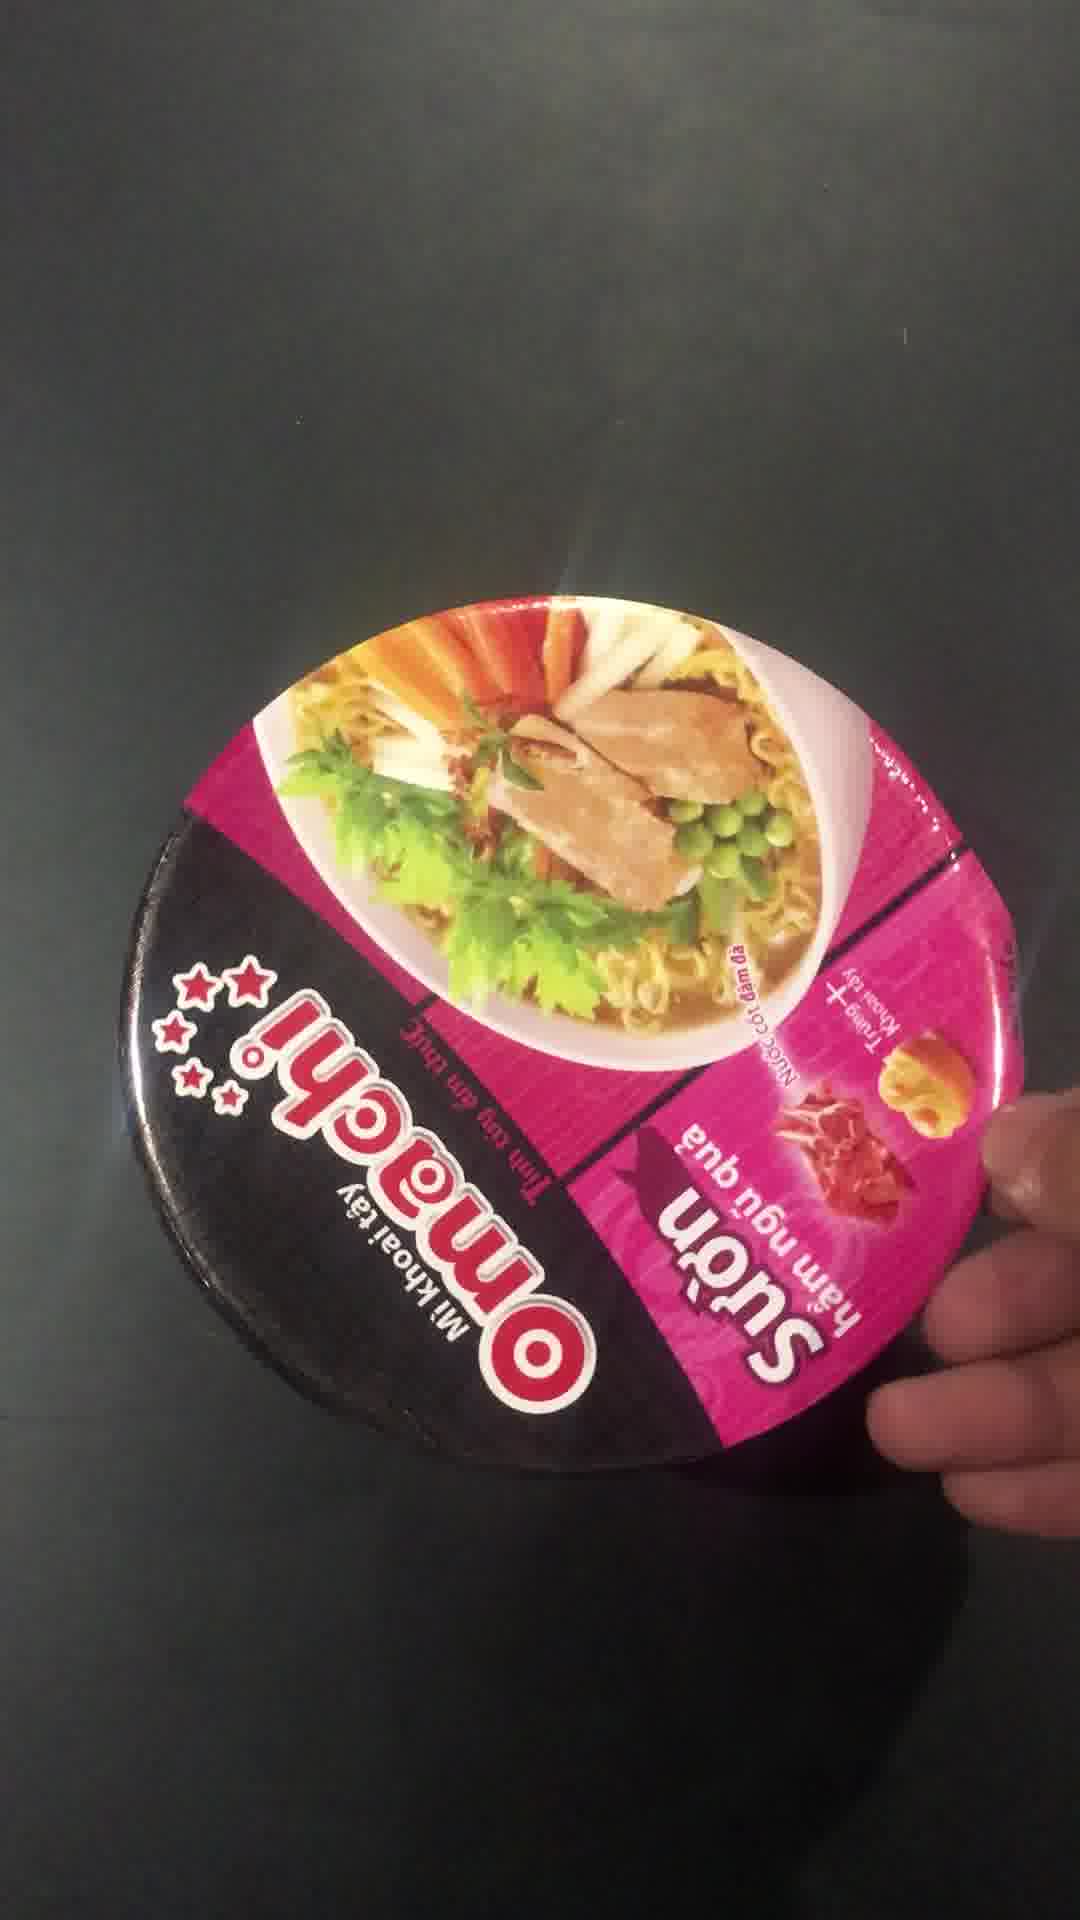 Omachi
Mì khoai tây
Tinh túy ẩm thực
Sườn
hầm ngũ quả
Nước cốt đậm đà
Trứng+
Khoai tây